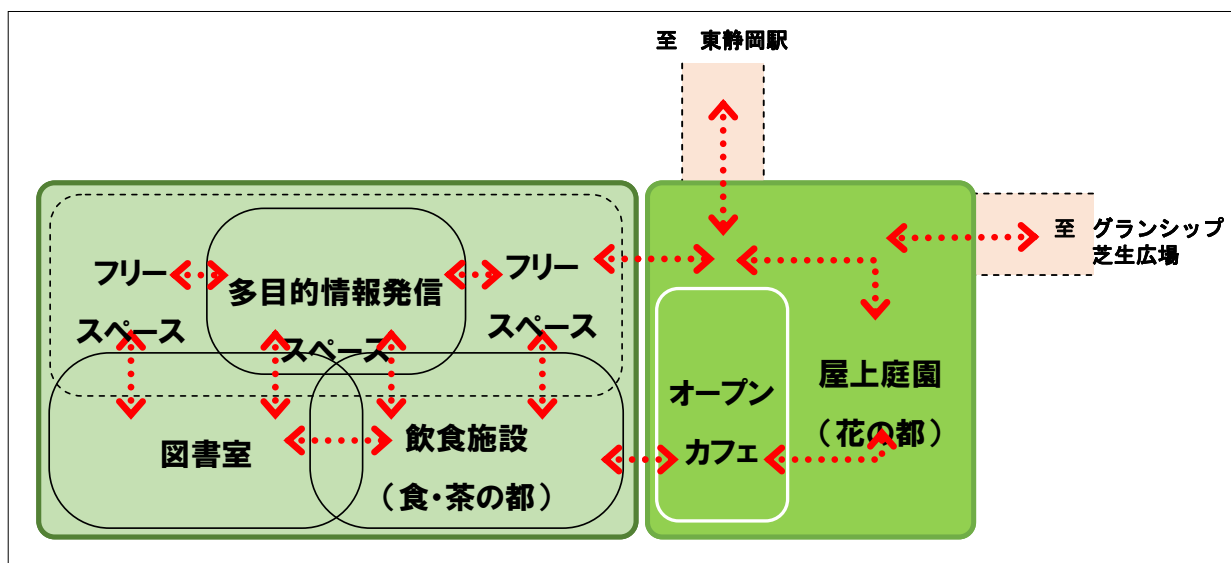 至　東静岡駅
至　グランシップ
芝生広場
フリー
スペース
多目的情報発信
スペース
フリー
スペース
図書室
飲食施設
（食・茶の都）
オープン
カフェ
屋上庭園
（花の都）